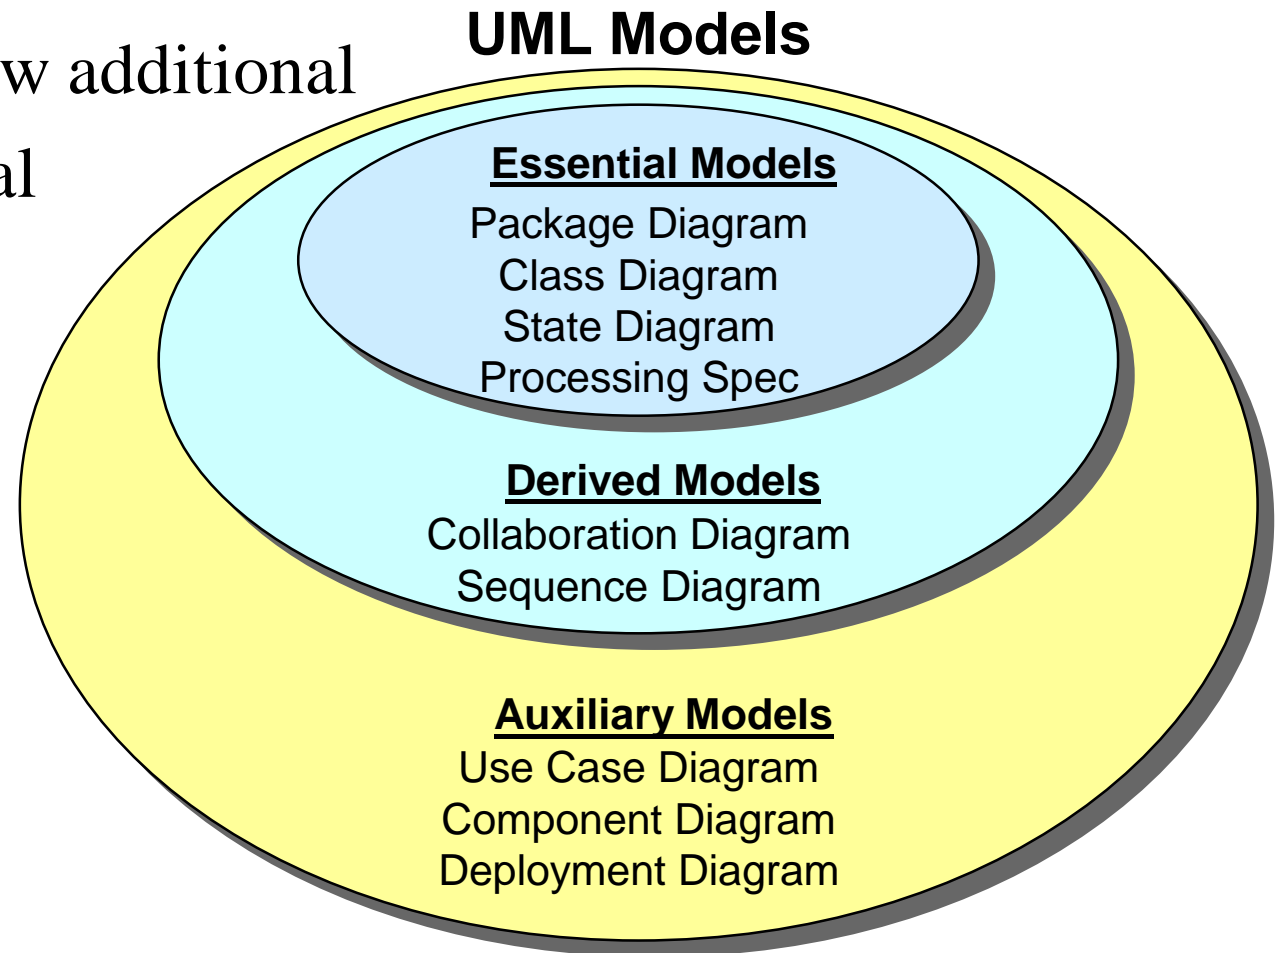 UML Models
w additional
al
Essential Models
Package Diagram
Class Diagram
State Diagram
Processing Spec
Derived Models
Collaboration Diagram
Sequence Diagram
Auxiliary Models
Use Case Diagram
Component Diagram
Deployment Diagram